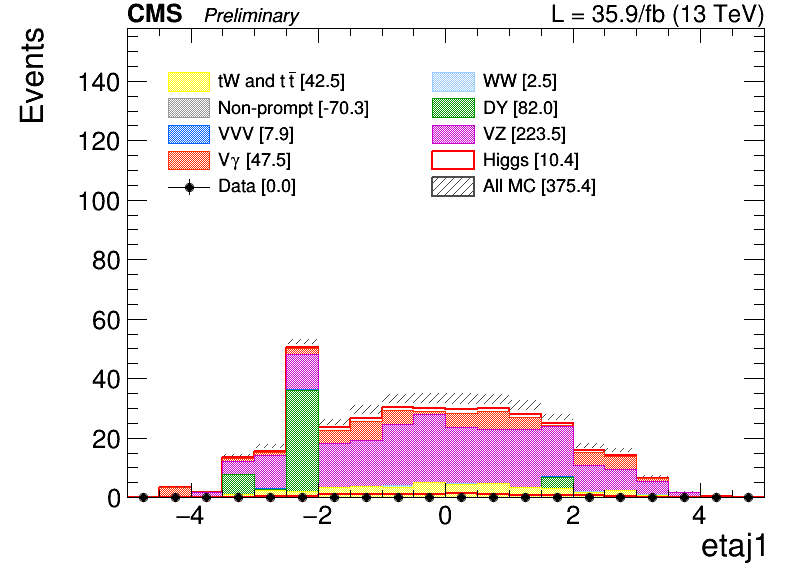 CMS Preliminary L = 35.9/fb (13 TeV)
Events
tW and t t̅ [42.5] WW [2.5]
Non-prompt [-70.3] DY [82.0]
VVV [7.9] VZ [223.5]
Vγ [47.5] Higgs [10.4]
Data [0.0] All MC [375.4]
140
120
100
80
60
40
20
0
−4 −2 0 2 4
etaj1